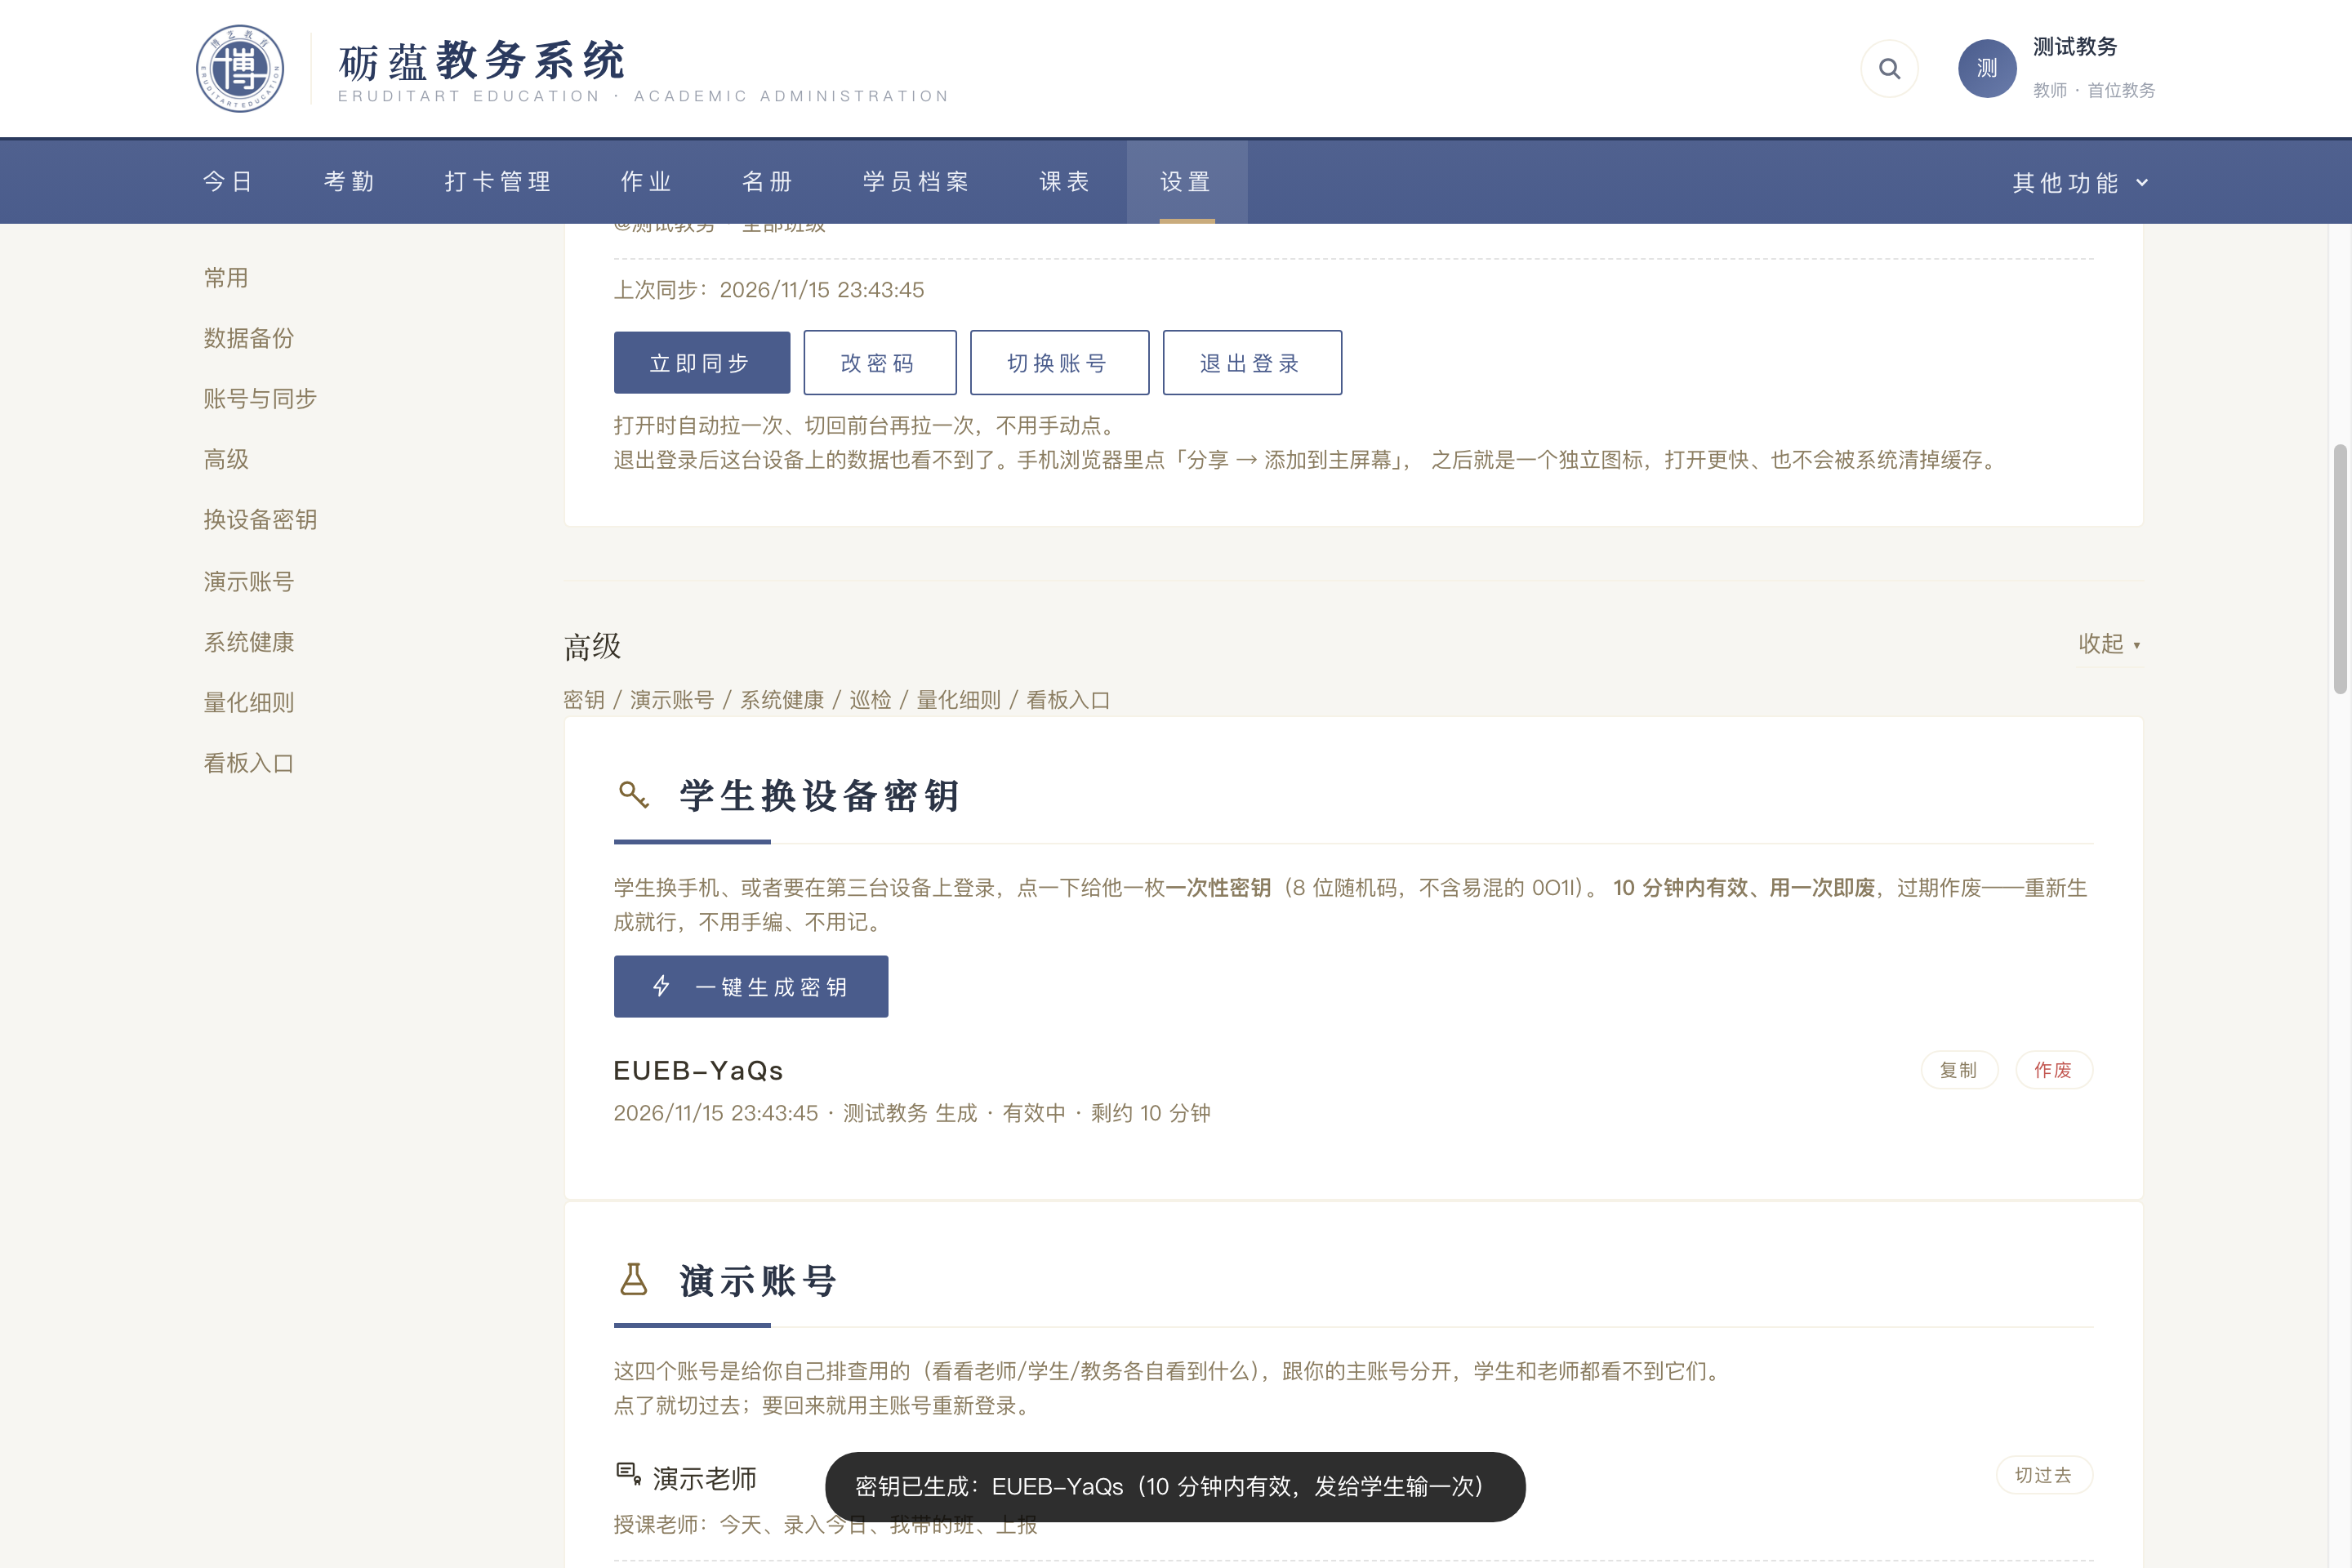 博艺教育
博
ERUDITART EDUCATION
砺蕴教务系统
ERUDITART EDUCATION · ACADEMIC ADMINISTRATION
测
测试教务
教师 · 首位教务
今日
考勤
打卡管理
作业
名册
学员档案
课表
设置
其他功能
常用
数据备份
账号与同步
高级
换设备密钥
演示账号
系统健康
量化细则
看板入口
@测试教务 · 全部班级
上次同步：2026/11/15 23:43:45
立即同步
改密码
切换账号
退出登录
打开时自动拉一次、切回前台再拉一次，不用手动点。
退出登录后这台设备上的数据也看不到了。手机浏览器里点「分享 → 添加到主屏幕」， 之后就是一个独立图标，打开更快、也不会被系统清掉缓存。
高级
收起 ▾
密钥 / 演示账号 / 系统健康 / 巡检 / 量化细则 / 看板入口
学生换设备密钥
学生换手机、或者要在第三台设备上登录，点一下给他一枚一次性密钥（8 位随机码，不含易混的 0O1l）。 10 分钟内有效、用一次即废，过期作废——重新生
成就行，不用手编、不用记。
一键生成密钥
EUEB-YaQs
复制
作废
2026/11/15 23:43:45 · 测试教务 生成 · 有效中 · 剩约 10 分钟
演示账号
这四个账号是给你自己排查用的（看看老师/学生/教务各自看到什么），跟你的主账号分开，学生和老师都看不到它们。
点了就切过去；要回来就用主账号重新登录。
演示老师
切过去
密钥已生成：EUEB-YaQs（10 分钟内有效，发给学生输一次）
授课老师：今天、录入今日、我带的班、上报